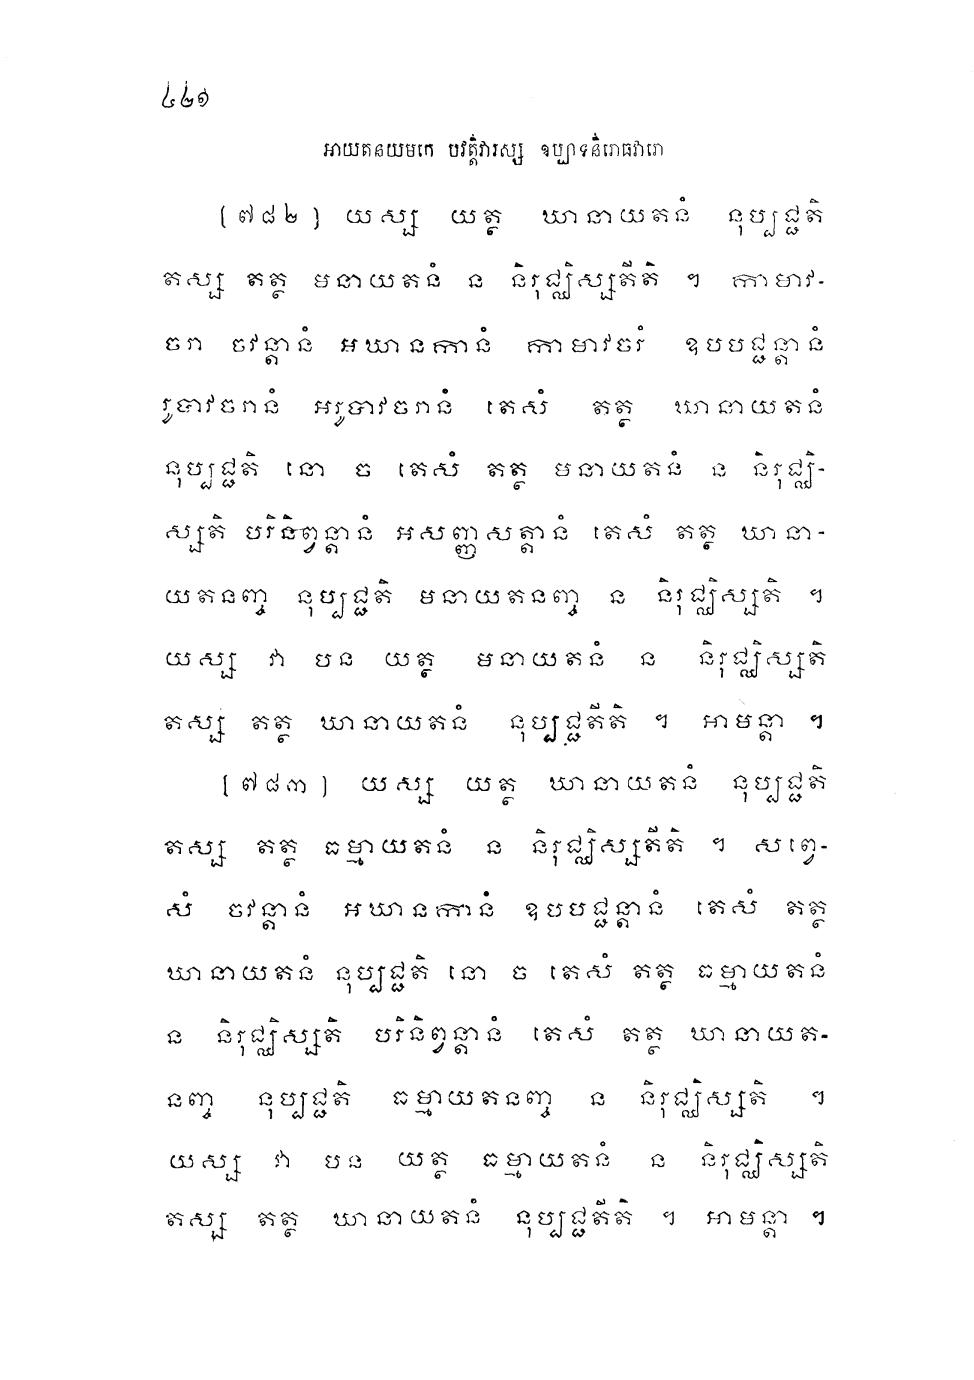 ៤៤១
អាយតនយមកេ បវត្តិវារស្ស ឧប្បាទនិរោធវារោ
[៧៨២] យស្ស យត្ថ ឃានាយតនំ នុប្បជ្ជតិ
តស្ស តត្ថ មនាយតនំ ន និរុជ្ឈិស្សតីតិ ។ កាមាវ-
ចរា ចវន្តានំ អឃានកានំ កាមាវចរំ ឧបបជ្ជន្តានំ
រូបាវចរានំ អរូបាវចរានំ តេសំ តត្ថ ឃានាយតនំ
នុប្បជ្ជតិ នោ ច តេសំ តត្ថ មនាយតនំ ន និរុជ្ឈិ-
ស្សតិ បរិនិព្វន្តានំ អសញ្ញសត្តានំ តេសំ តត្ថ ឃានា-
យតនញ្ច នុប្បជ្ជតិ មនាយតនញ្ច ន និរុជ្ឈិស្សតិ ។
យស្ស វា បន យត្ថ មនាយតនំ ន និរុជ្ឈិស្សតិ
តស្ស តត្ថ ឃានាយតនំ នុប្បជ្ជតីតិ ។ អាមន្តា ។
[៧៨៣] យស្ស យត្ថ ឃានាយតនំ នុប្បជ្ជតិ
តស្ស តត្ថ ធម្មាយតនំ ន និរុជ្ឈិស្សតីតិ ។ សព្វេ-
សំ ចវន្តានំ អឃានកានំ ឧបបជ្ជន្តានំ តេសំ តត្ថ
ឃានាយតនំ នុប្បជ្ជតិ នោ ច តេសំ តត្ថ ធម្មាយតនំ
ន និរុជ្ឈិស្សតិ បរិនិព្វន្តានំ តេសំ តត្ថ ឃានាយត-
នញ្ច នុប្បជ្ជតិ ធម្មាយតនញ្ច ន និរុជ្ឈិស្សតិ ។
យស្ស វា បន យត្ថ ធម្មាយតនំ ន និរុជ្ឈិស្សតិ
តស្ស តត្ថ ឃានាយតនំ នុប្បជ្ជតីតិ ។ អាមន្តា ។